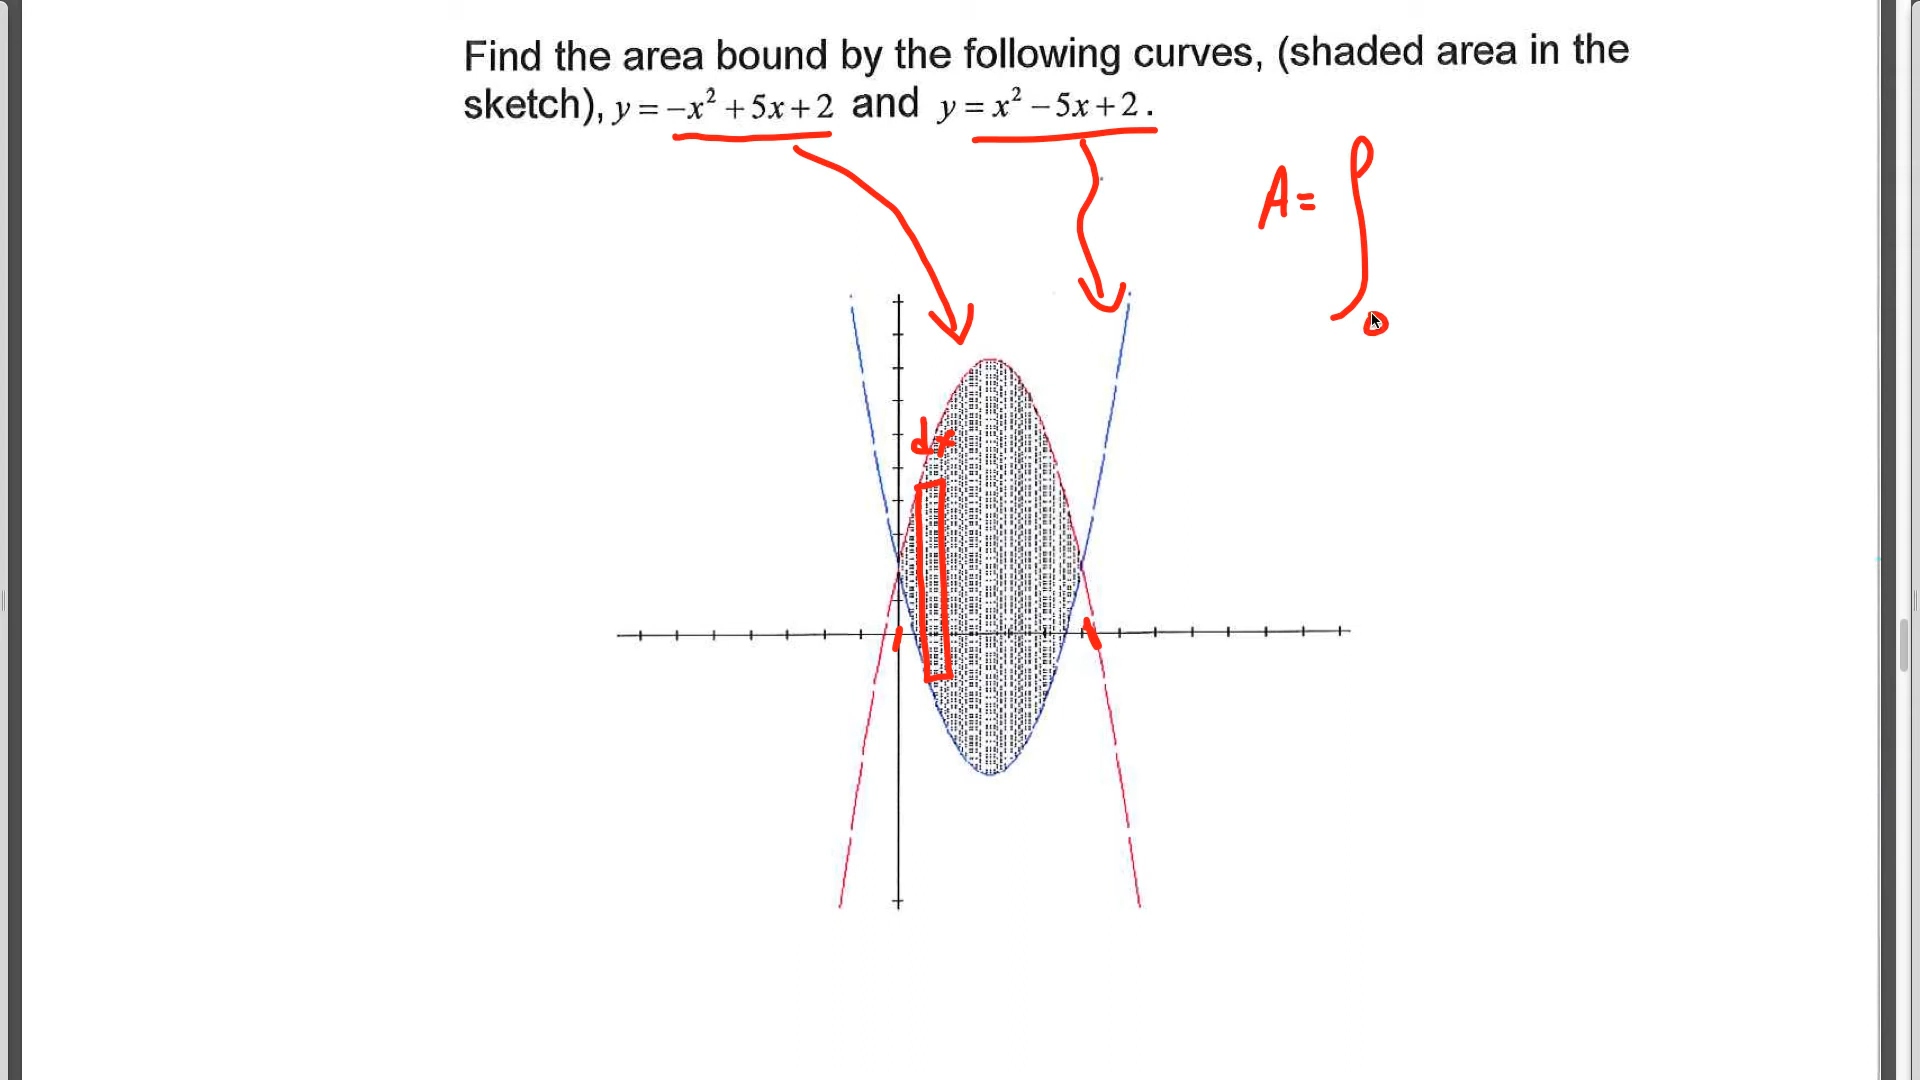 Find the area bound by the following curves, (shaded area in the
sketch), y = −x² + 5x + 2 and y = x² − 5x + 2 .
A = ∫₀
dx